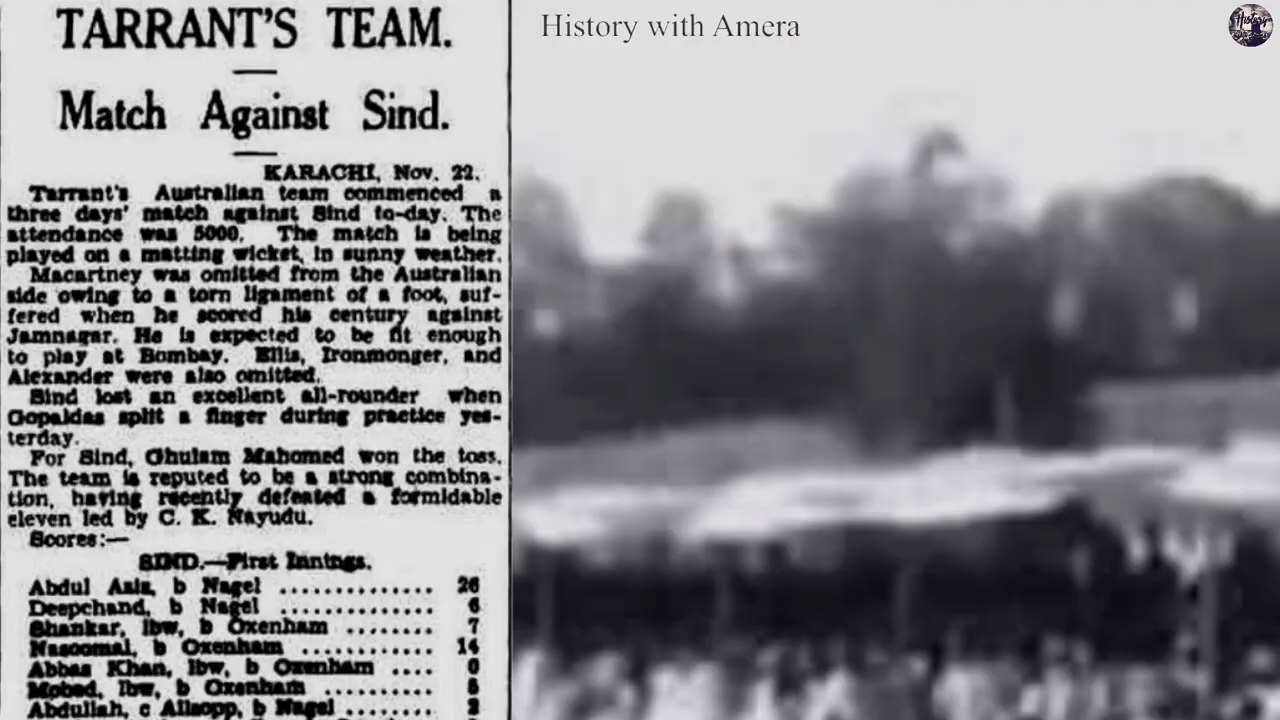 TARRANT'S TEAM.
Match Against Sind.
KARACHI, Nov. 22.
Tarrant's Australian team commenced a
three days' match against Sind to-day. The
attendance was 5000. The match is being
played on a matting wicket, in sunny weather.
Macartney was omitted from the Australian
side owing to a torn ligament of a foot, suf-
fered when he scored his century against
Jamnagar. He is expected to be fit enough
to play at Bombay. Ellis, Ironmonger, and
Alexander were also omitted.
Sind lost an excellent all-rounder when
Gopaldas split a finger during practice yes-
terday.
For Sind, Ghulam Mahomed won the toss.
The team is reputed to be a strong combina-
tion, having recently defeated a formidable
eleven led by C. K. Nayudu.
Scores:—
SIND.—First Innings.
Abdul Aziz, b Nagel .............. 26
Deepchand, b Nagel .............. 6
Shankar, lbw, b Oxenham ........ 7
Naoomal, b Oxenham ............ 14
Abbas Khan, lbw, b Oxenham .... 0
Mobed, lbw, b Oxenham .......... 5
Abdullah, c Allsopp, b Nagel ........ 2
History with Amera